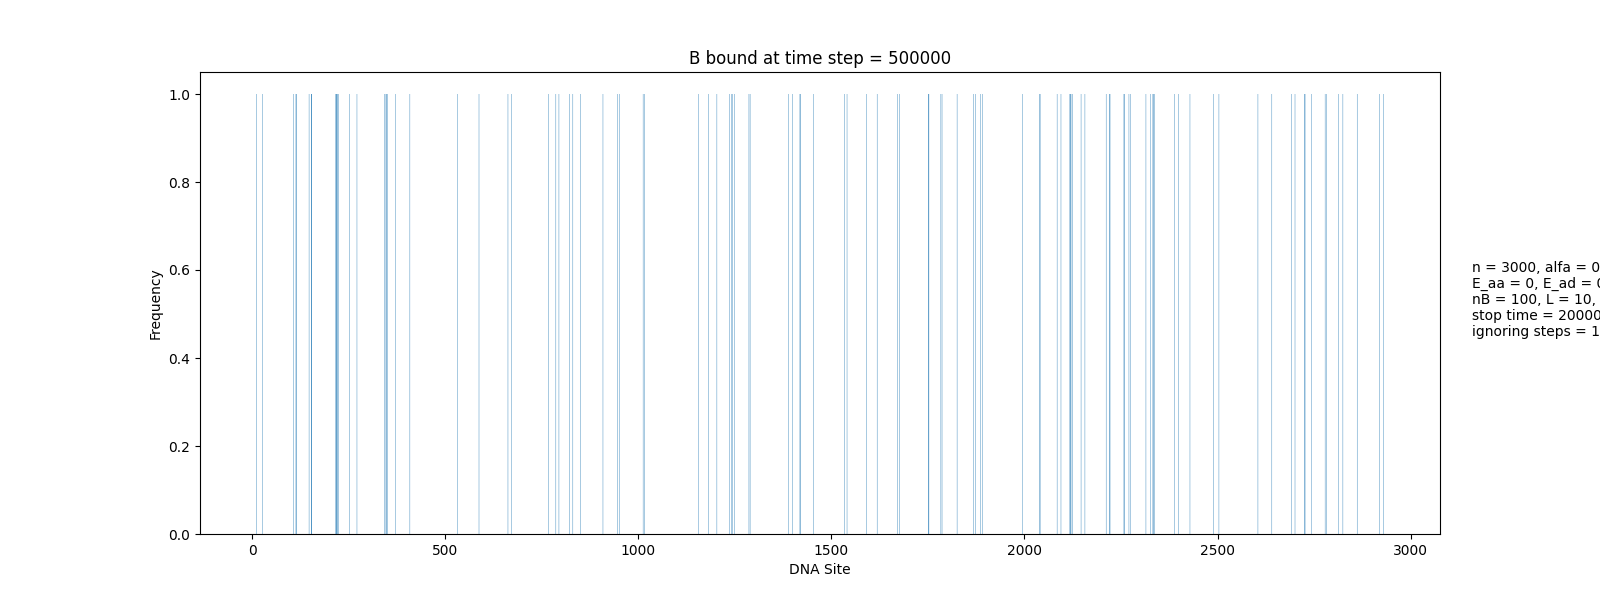 B bound at time step = 500000
Frequency
1.0
0.8
0.6
0.4
0.2
0.0
0
500
1000
1500
2000
2500
3000
DNA Site
n = 3000, alfa = 0
E_aa = 0, E_ad = 0
nB = 100, L = 10,
stop time = 20000
ignoring steps = 1